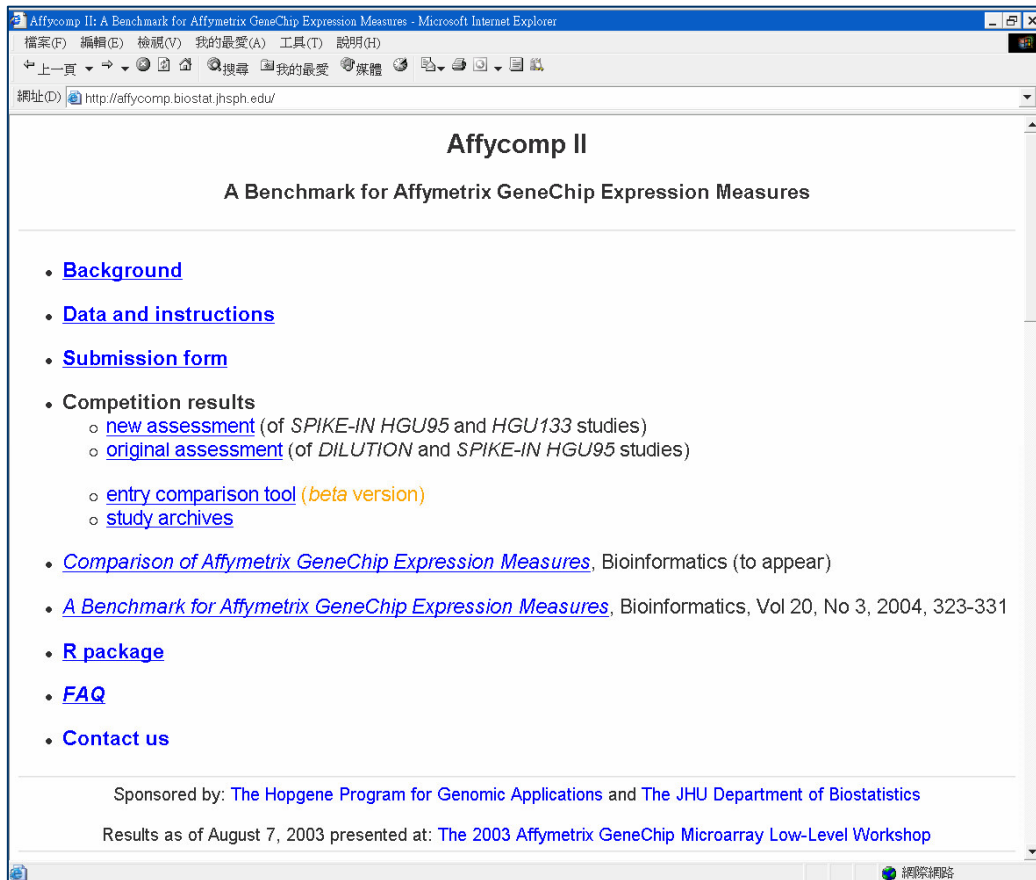 Affycomp II: A Benchmark for Affymetrix GeneChip Expression Measures - Microsoft Internet Explorer
檔案(F) 編輯(E) 檢視(V) 我的最愛(A) 工具(T) 說明(H)
上一頁 搜尋 我的最愛 媒體
網址(D) http://affycomp.biostat.jhsph.edu/
Affycomp II
A Benchmark for Affymetrix GeneChip Expression Measures
• Background
• Data and instructions
• Submission form
• Competition results
○ new assessment (of SPIKE-IN HGU95 and HGU133 studies)
○ original assessment (of DILUTION and SPIKE-IN HGU95 studies)
○ entry comparison tool (beta version)
○ study archives
• Comparison of Affymetrix GeneChip Expression Measures, Bioinformatics (to appear)
• A Benchmark for Affymetrix GeneChip Expression Measures, Bioinformatics, Vol 20, No 3, 2004, 323-331
• R package
• FAQ
• Contact us
Sponsored by: The Hopgene Program for Genomic Applications and The JHU Department of Biostatistics
Results as of August 7, 2003 presented at: The 2003 Affymetrix GeneChip Microarray Low-Level Workshop
網際網路